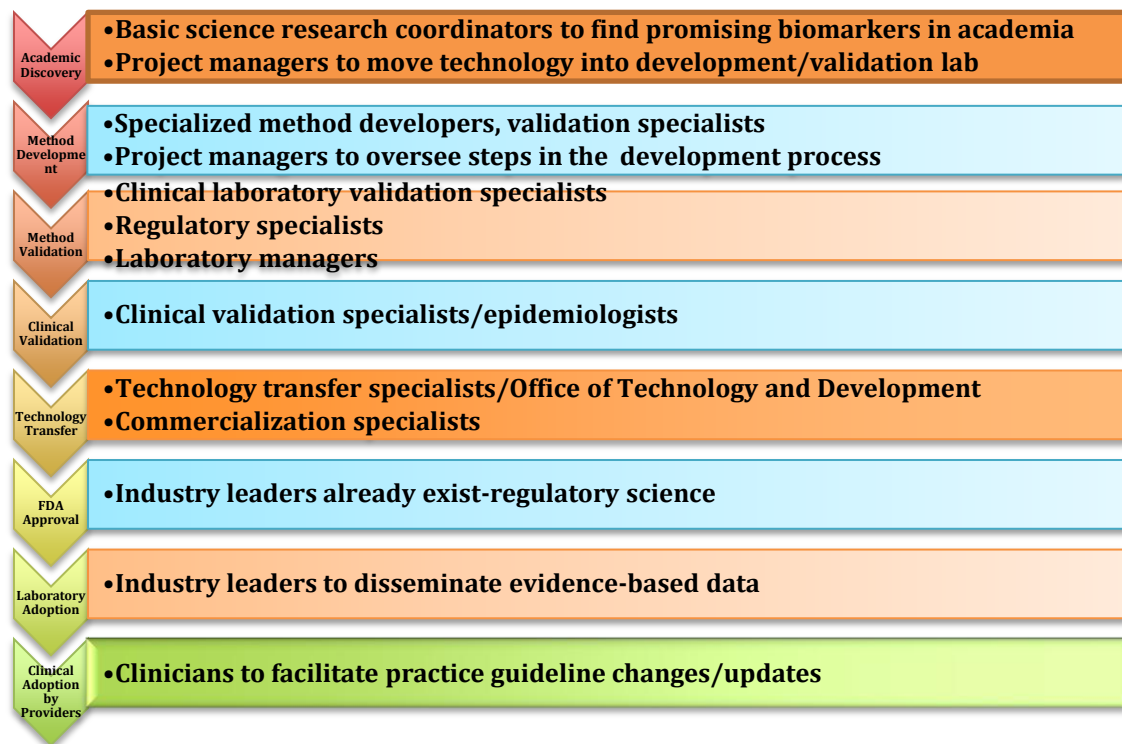 Academic
Discovery
•Basic science research coordinators to find promising biomarkers in academia
•Project managers to move technology into development/validation lab
Method
Developme
nt
•Specialized method developers, validation specialists
•Project managers to oversee steps in the development process
Method
Validation
•Clinical laboratory validation specialists
•Regulatory specialists
•Laboratory managers
Clinical
Validation
•Clinical validation specialists/epidemiologists
Technology
Transfer
•Technology transfer specialists/Office of Technology and Development
•Commercialization specialists
FDA
Approval
•Industry leaders already exist-regulatory science
Laboratory
Adoption
•Industry leaders to disseminate evidence-based data
Clinical
Adoption
by
Providers
•Clinicians to facilitate practice guideline changes/updates